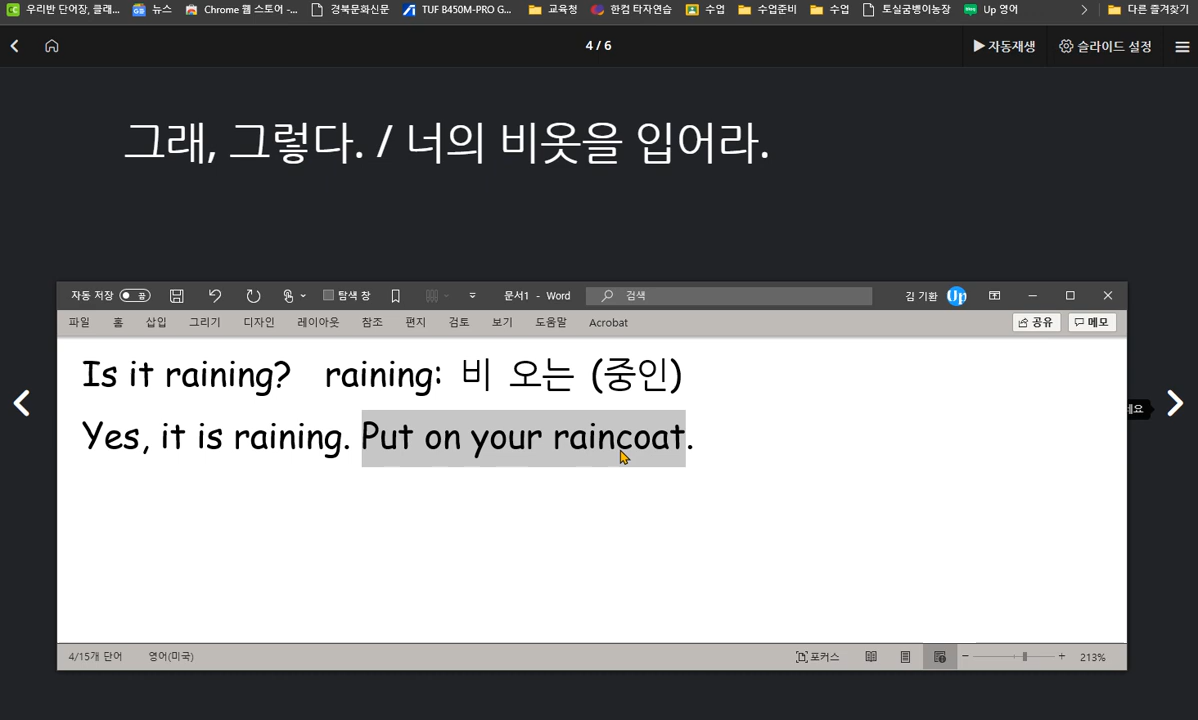 우리반 단어장, 클래... 뉴스 Chrome 웹 스토어 -... 경북문화신문 TUF B450M-PRO G... 교육청 한컴 타자연습 수업 수업준비 수업 토실굼벵이농장 Up 영어 다른 즐겨찾기
4 / 6 자동재생 슬라이드 설정
그래, 그렇다. / 너의 비옷을 입어라.
자동 저장 끔 탐색 창 문서1 - Word 검색 김 기환 Up
파일 홈 삽입 그리기 디자인 레이아웃 참조 편지 검토 보기 도움말 Acrobat 공유 메모
Is it raining? raining: 비 오는 (중인)
Yes, it is raining. Put on your raincoat.
4/15개 단어 영어(미국) 포커스 213%